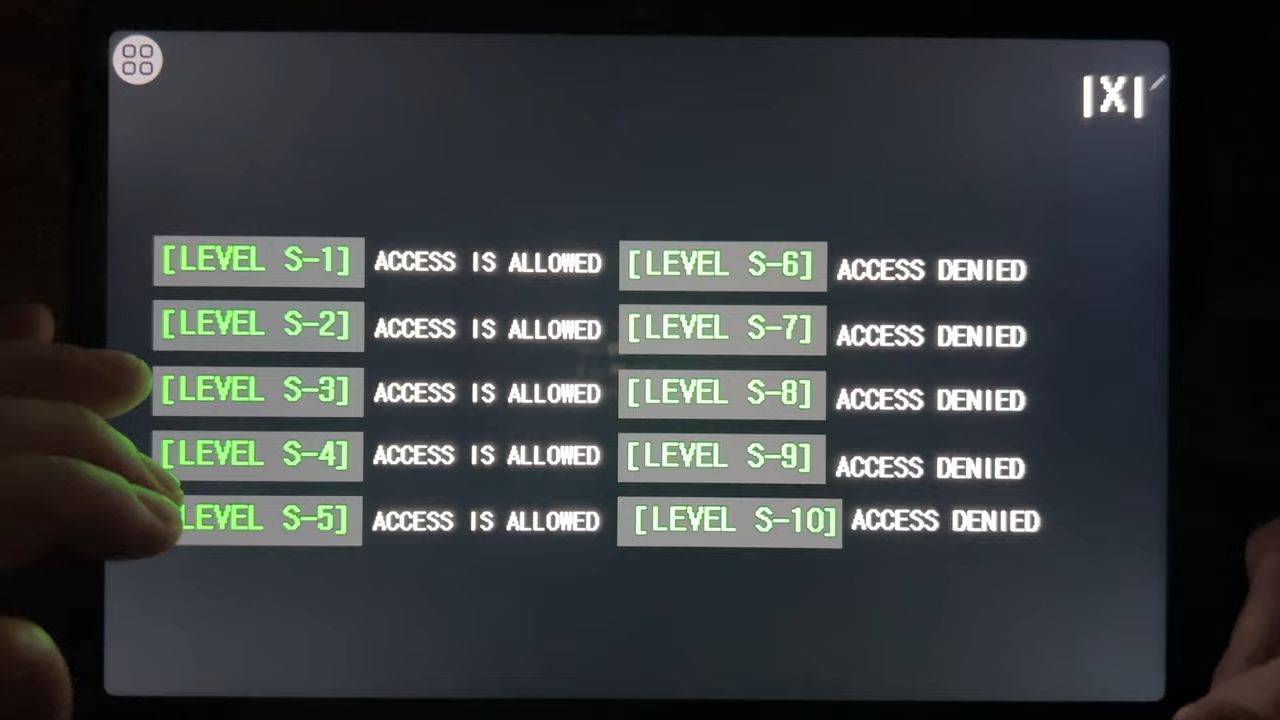 |X|
[LEVEL S-1] ACCESS IS ALLOWED
[LEVEL S-2] ACCESS IS ALLOWED
[LEVEL S-3] ACCESS IS ALLOWED
[LEVEL S-4] ACCESS IS ALLOWED
LEVEL S-5] ACCESS IS ALLOWED
[LEVEL S-6] ACCESS DENIED
[LEVEL S-7] ACCESS DENIED
[LEVEL S-8] ACCESS DENIED
[LEVEL S-9] ACCESS DENIED
[LEVEL S-10] ACCESS DENIED